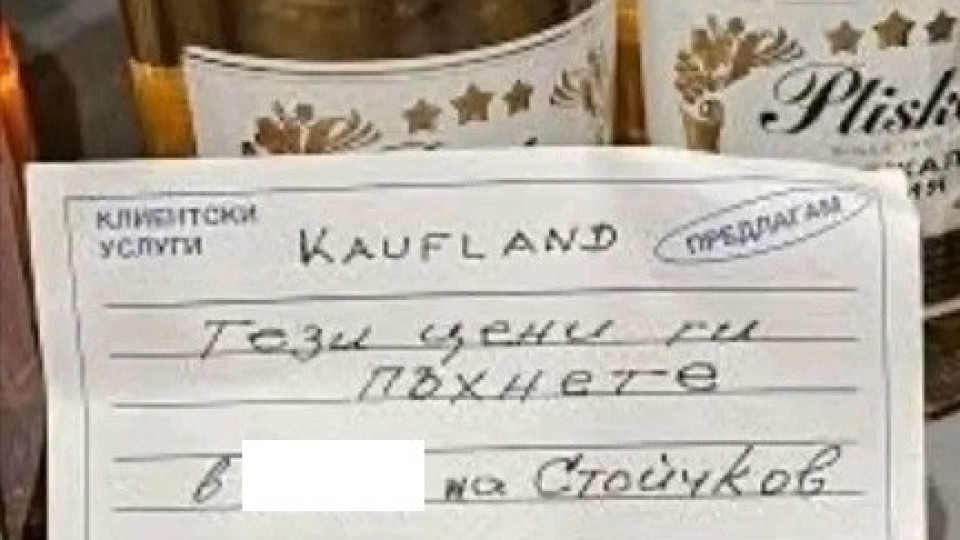 Plisk
КЛИЕНТСКИ
УСЛУГИ
KAUFLAND
ПРЕДЛАГАМ
Тези цени ги
пъхнете
в на Стойчков